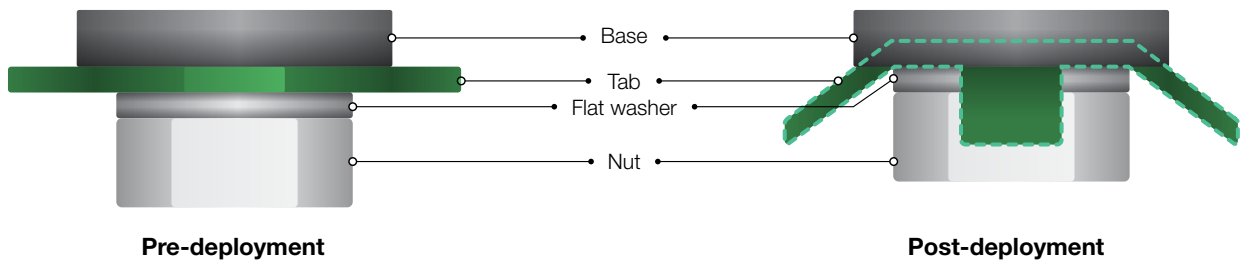 Base
Tab
Flat washer
Nut
Pre-deployment
Post-deployment